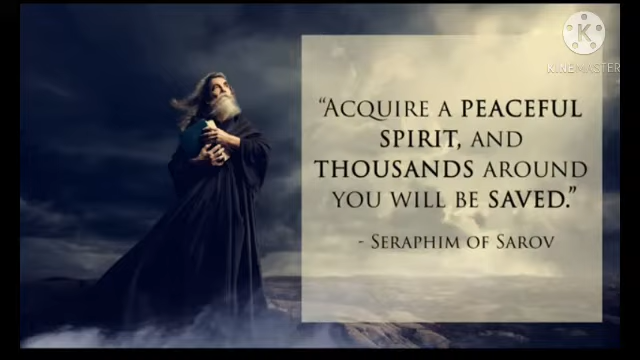 KINEMASTER
“ACQUIRE A PEACEFUL
SPIRIT, AND
THOUSANDS AROUND
YOU WILL BE SAVED.”
- SERAPHIM OF SAROV